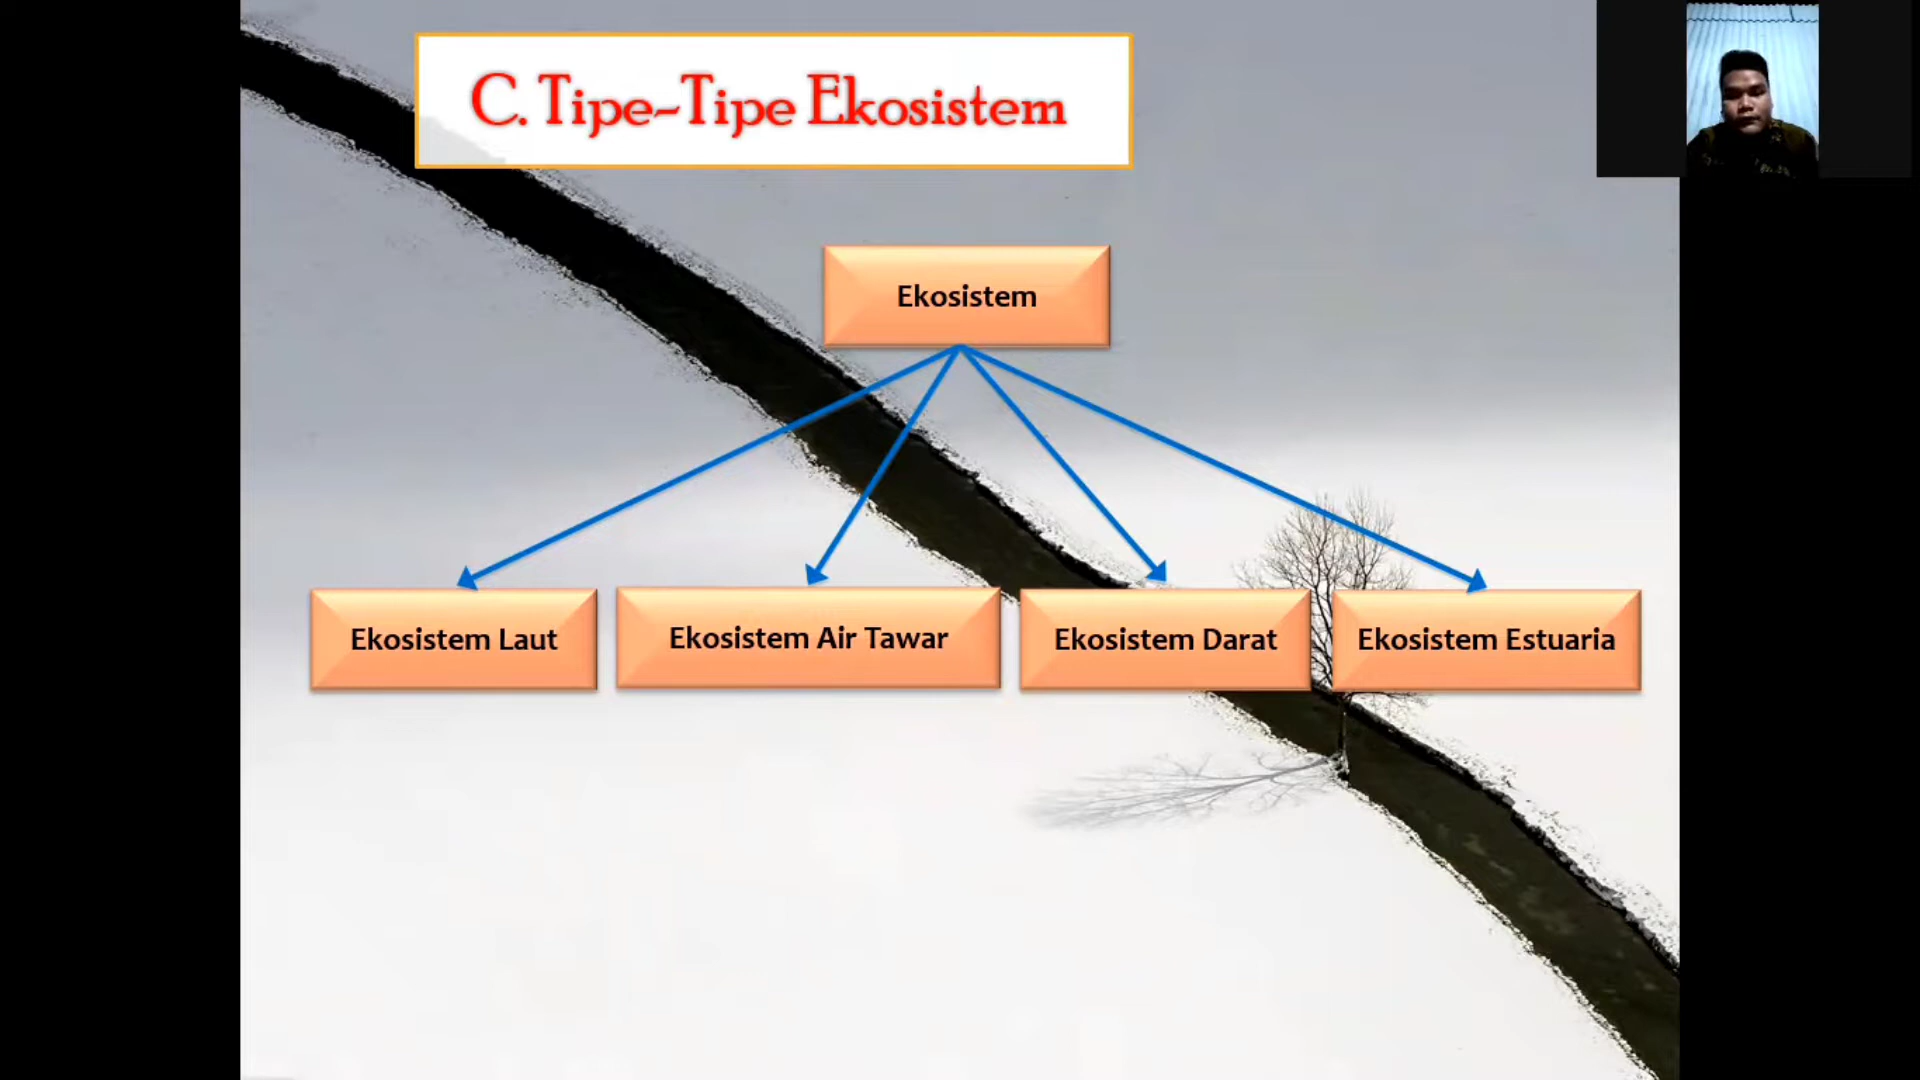 C. Tipe-Tipe Ekosistem
Ekosistem
Ekosistem Laut
Ekosistem Air Tawar
Ekosistem Darat
Ekosistem Estuaria